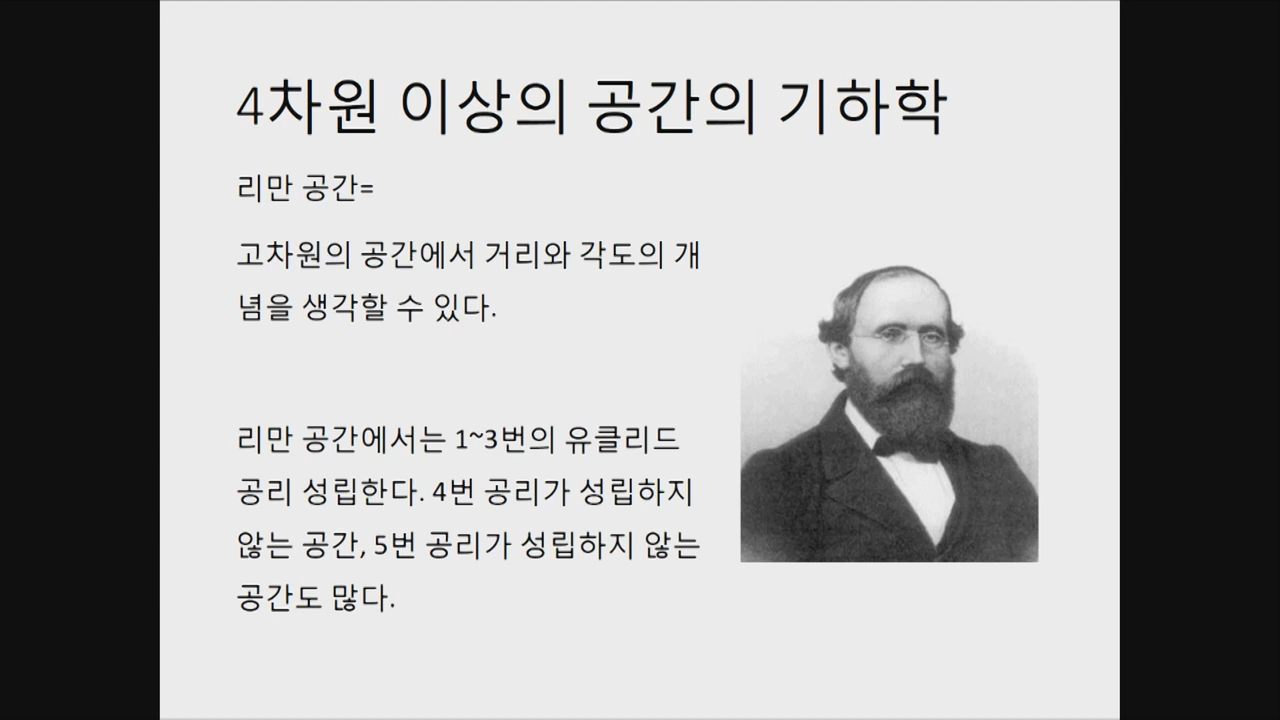 4차원 이상의 공간의 기하학
리만 공간=
고차원의 공간에서 거리와 각도의 개
념을 생각할 수 있다.
리만 공간에서는 1~3번의 유클리드
공리 성립한다. 4번 공리가 성립하지
않는 공간, 5번 공리가 성립하지 않는
공간도 많다.